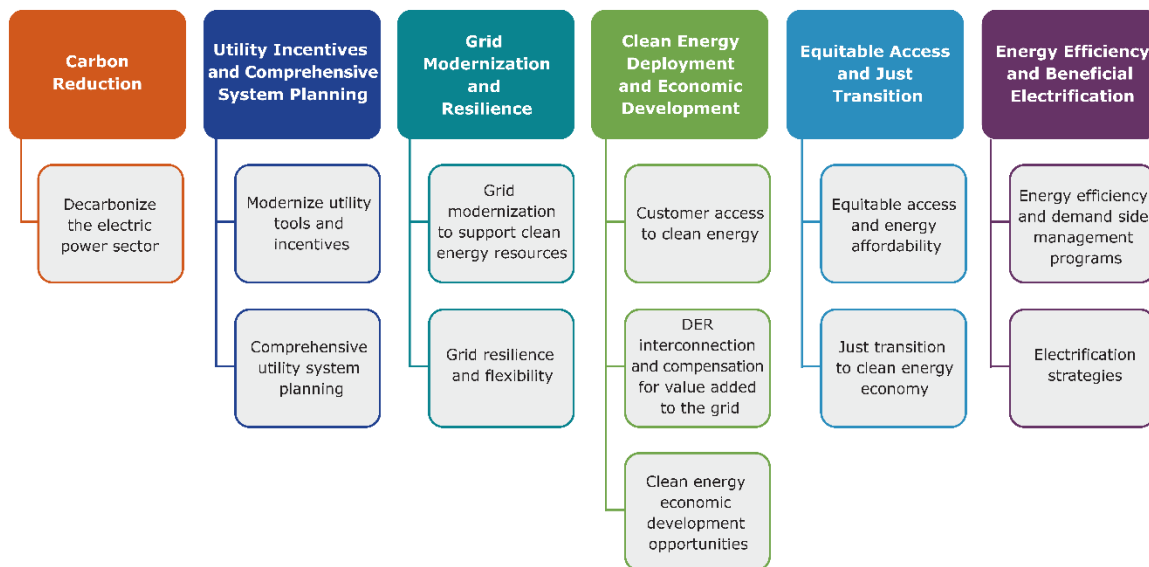 Carbon
Reduction
Utility Incentives
and Comprehensive
System Planning
Grid
Modernization
and
Resilience
Clean Energy
Deployment
and Economic
Development
Equitable Access
and Just
Transition
Energy Efficiency
and Beneficial
Electrification
Decarbonize
the electric
power sector
Modernize utility
tools and
incentives
Grid
modernization
to support clean
energy resources
Customer access
to clean energy
Equitable access
and energy
affordability
Energy efficiency
and demand side
management
programs
Comprehensive
utility system
planning
Grid resilience
and flexibility
DER
interconnection
and compensation
for value added
to the grid
Just transition
to clean energy
economy
Electrification
strategies
Clean energy
economic
development
opportunities